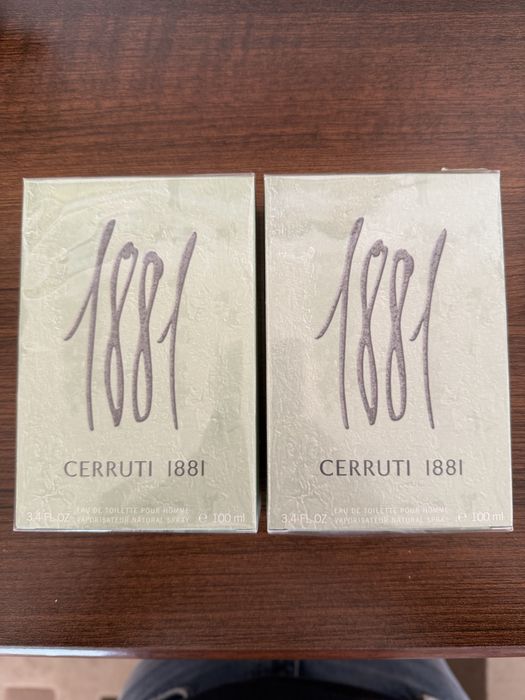 1881
CERRUTI 1881
EAU DE TOILETTE POUR HOMME
3.4 FL.OZ VAPORISATEUR NATURAL SPRAY e 100 ml
1881
CERRUTI 1881
EAU DE TOILETTE POUR HOMME
3.4 FL.OZ VAPORISATEUR NATURAL SPRAY e 100 ml